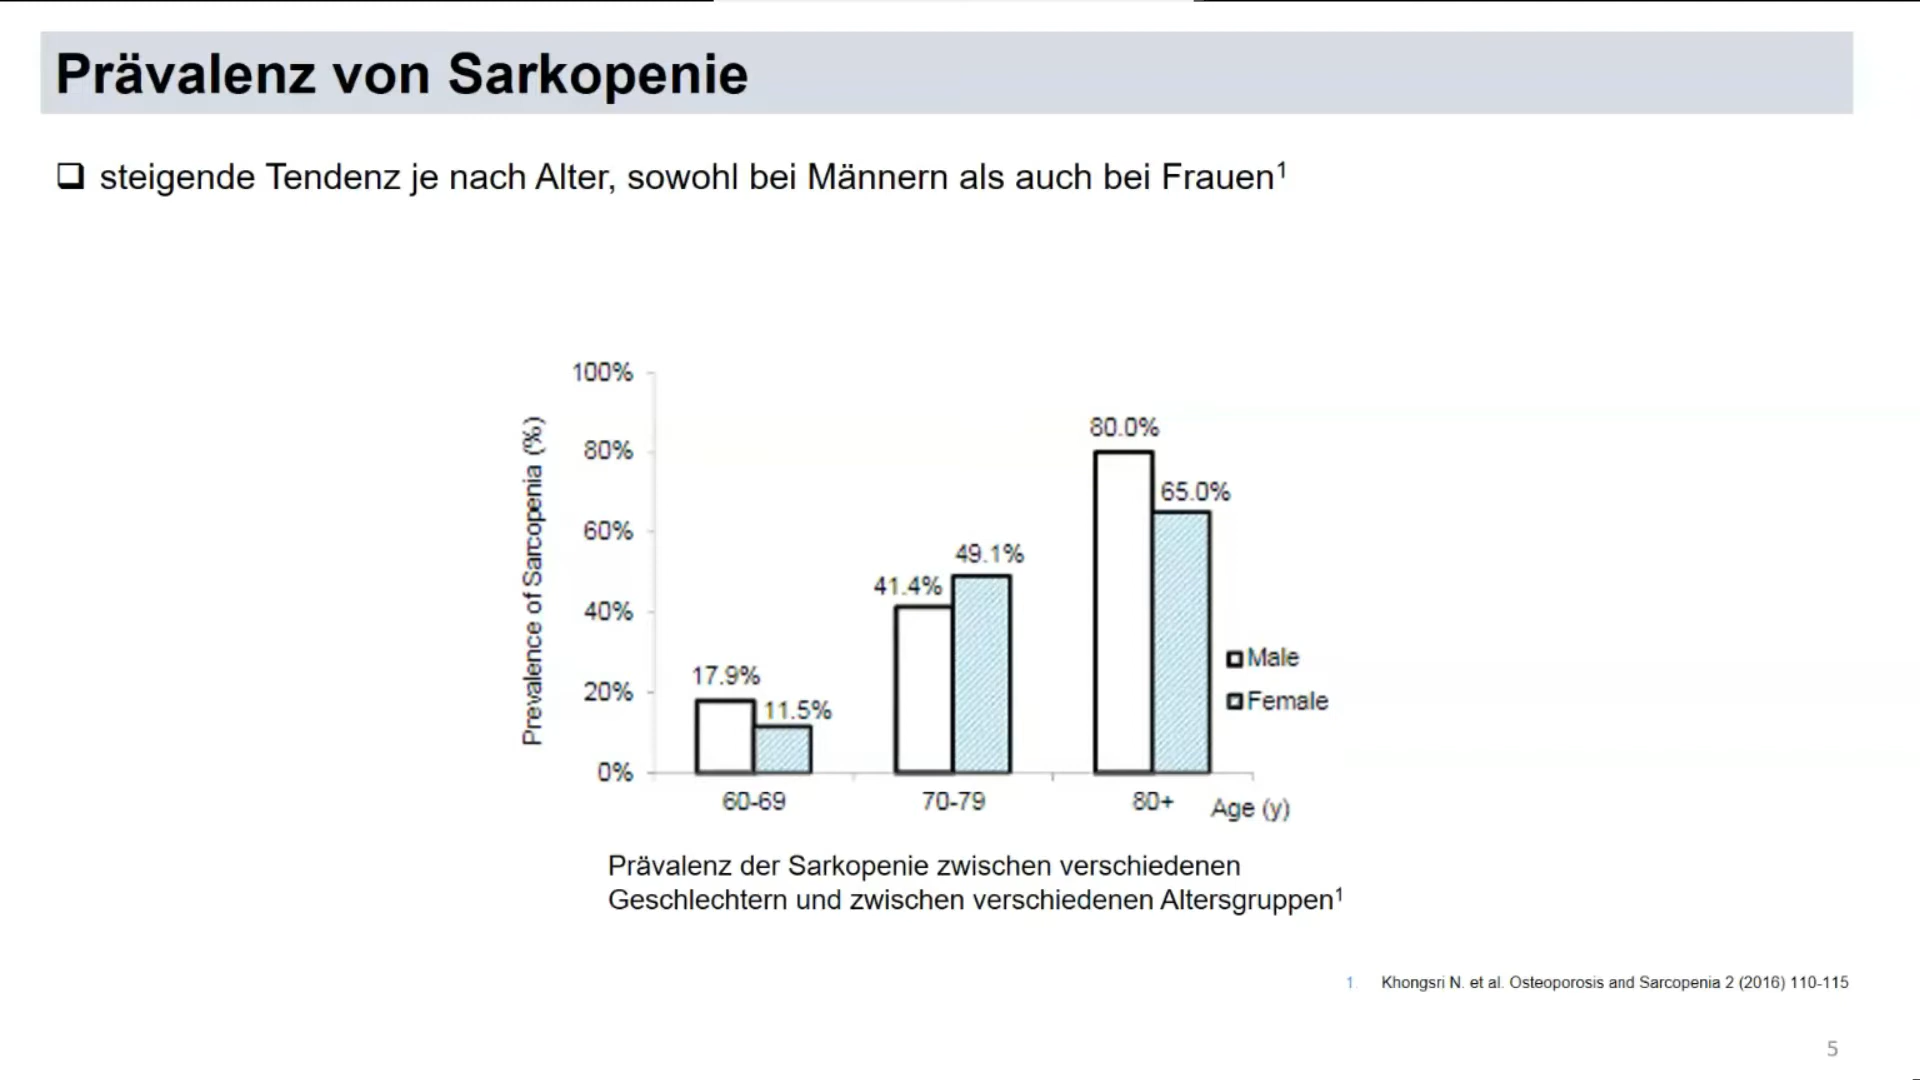 Prävalenz von Sarkopenie
❑ steigende Tendenz je nach Alter, sowohl bei Männern als auch bei Frauen¹
Prevalence of Sarcopenia (%)
100%
80%
60%
40%
20%
0%
17.9%
11.5%
41.4%
49.1%
80.0%
65.0%
Male
Female
60-69
70-79
80+
Age (y)
Prävalenz der Sarkopenie zwischen verschiedenen
Geschlechtern und zwischen verschiedenen Altersgruppen¹
1. Khongsri N. et al. Osteoporosis and Sarcopenia 2 (2016) 110-115
5